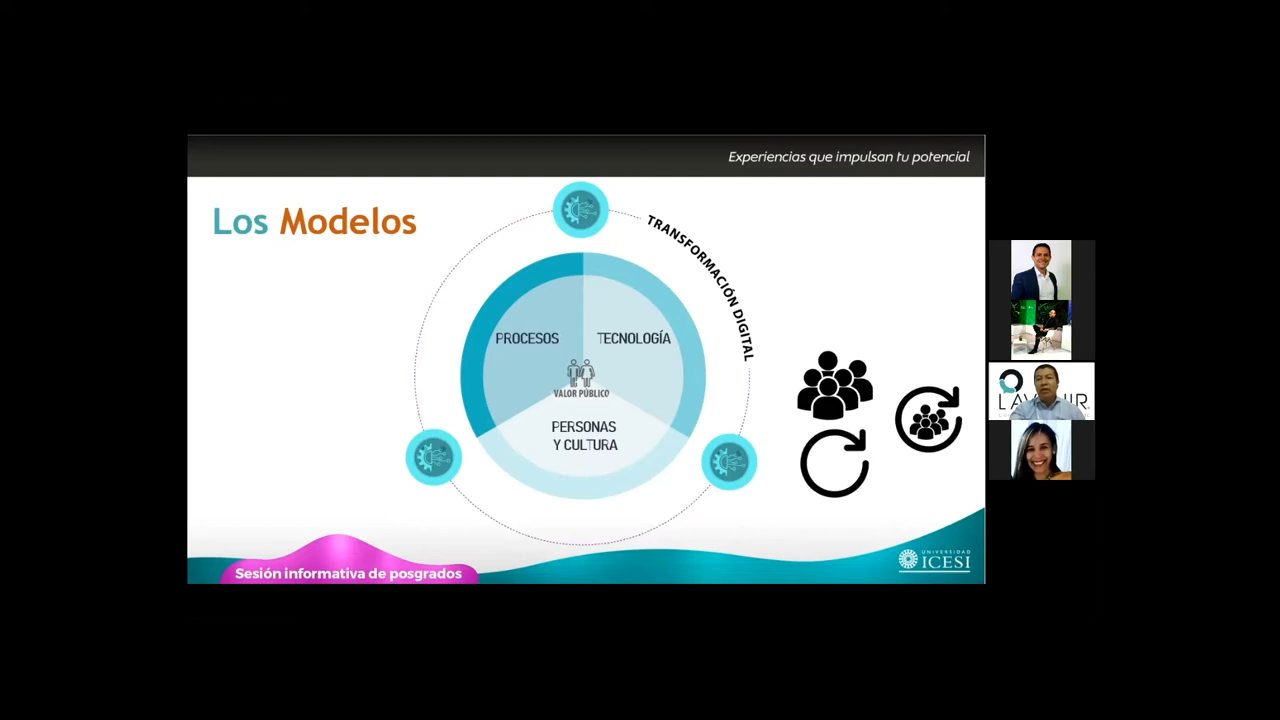 Experiencias que impulsan tu potencial
Los Modelos
TRANSFORMACIÓN DIGITAL
PROCESOS
TECNOLOGÍA
VALOR PÚBLICO
PERSONAS
Y CULTURA
Sesión informativa de posgrados
UNIVERSIDAD
ICESI